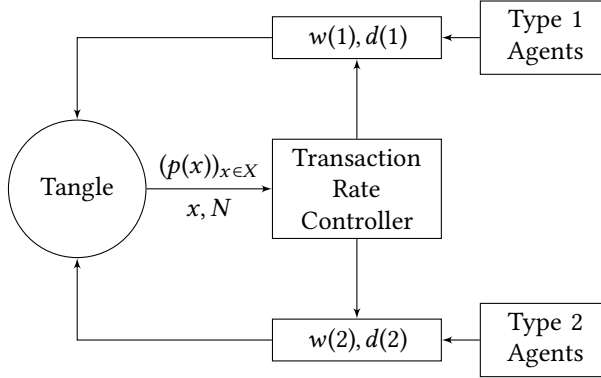 w(1), d(1)
Type 1
Agents
Tangle
(p(x))ₓ∈X
x, N
Transaction
Rate
Controller
w(2), d(2)
Type 2
Agents